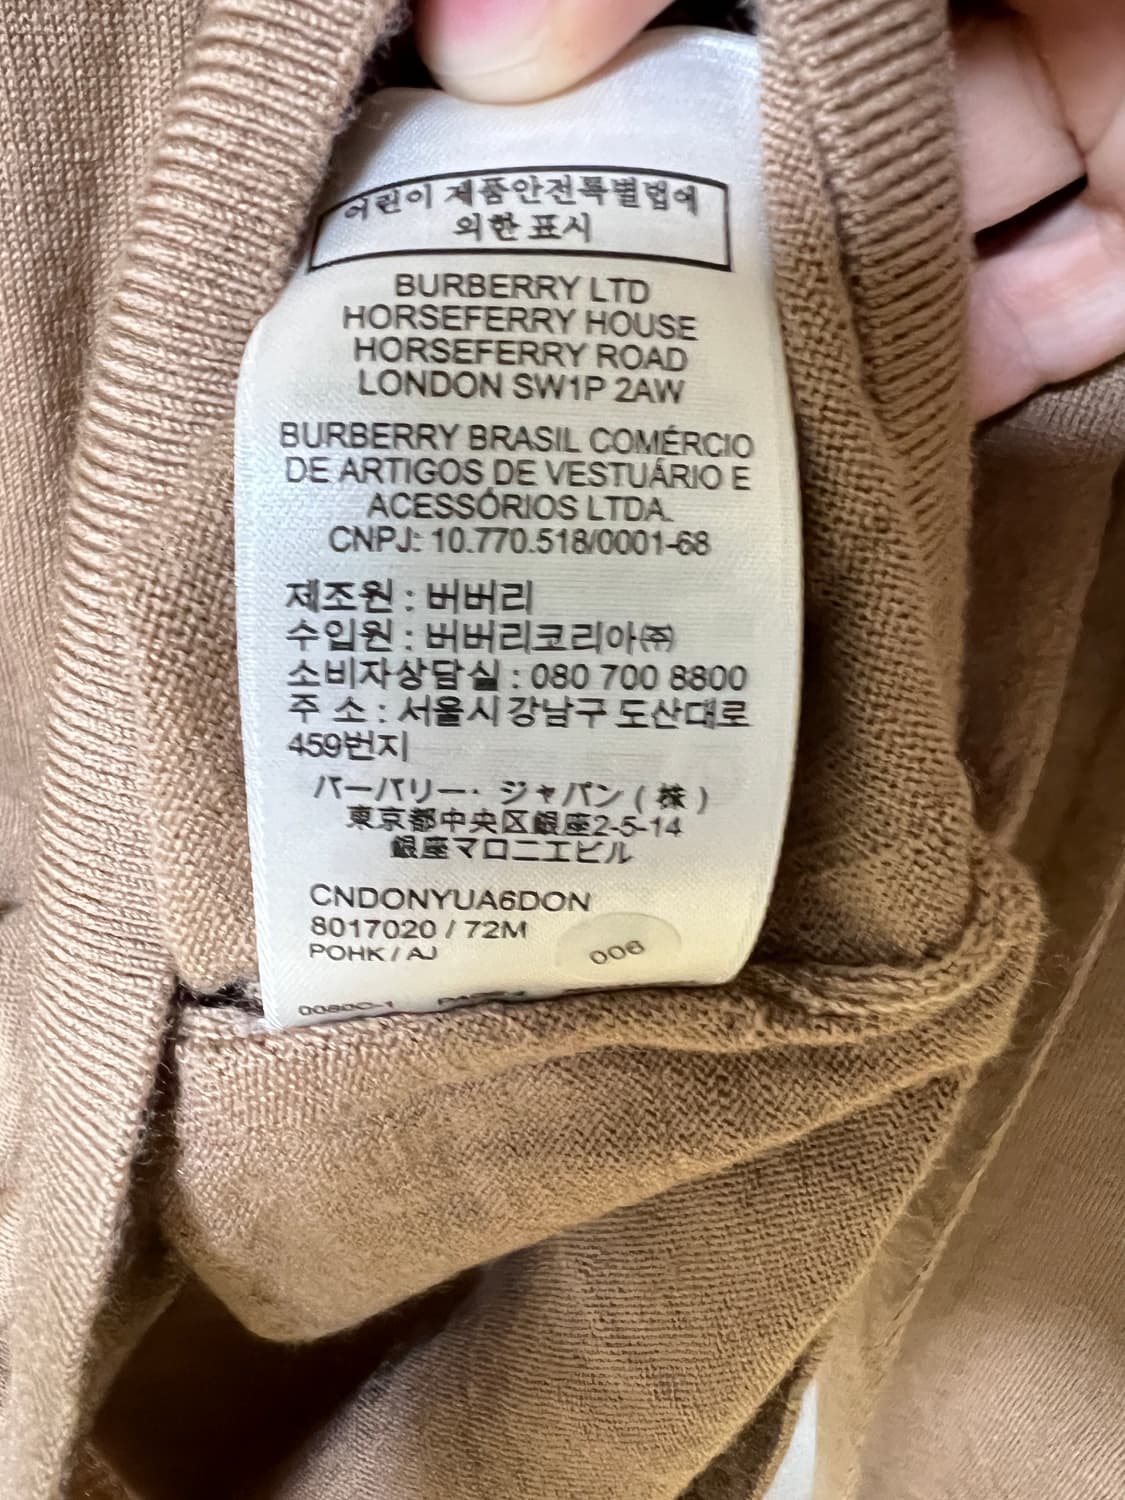 어린이 제품안전특별법에
의한 표시
BURBERRY LTD
HORSEFERRY HOUSE
HORSEFERRY ROAD
LONDON SW1P 2AW
BURBERRY BRASIL COMÉRCIO
DE ARTIGOS DE VESTUÁRIO E
ACESSÓRIOS LTDA.
CNPJ: 10.770.518/0001-68
제조원 : 버버리
수입원 : 버버리코리아㈜
소비자상담실 : 080 700 8800
주 소 : 서울시 강남구 도산대로
459번지
バーバリー・ジャパン ( 株 )
東京都中央区銀座2-5-14
銀座マロニエビル
CNDONYUA6DON
8017020 / 72M
POHK / AJ
006